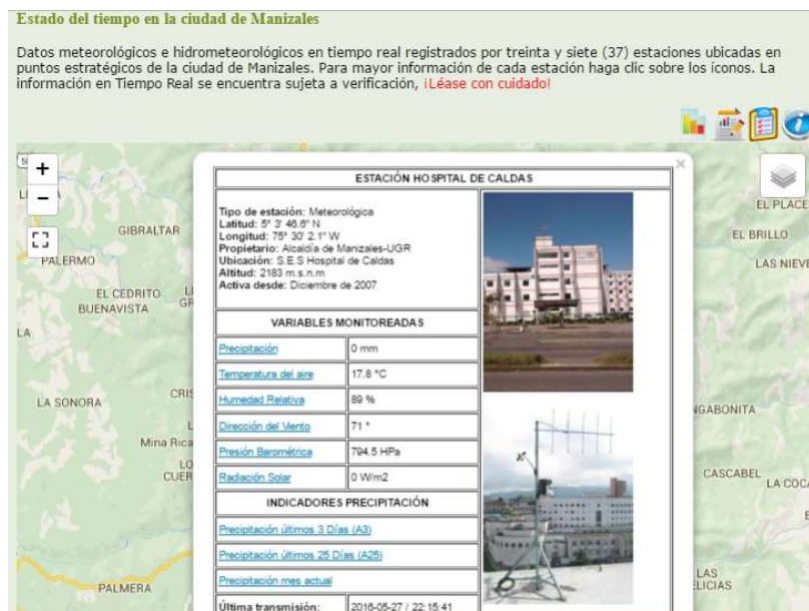 Estado del tiempo en la ciudad de Manizales
Datos meteorológicos e hidrometeorológicos en tiempo real registrados por treinta y siete (37) estaciones ubicadas en
puntos estratégicos de la ciudad de Manizales. Para mayor información de cada estación haga clic sobre los íconos. La
información en Tiempo Real se encuentra sujeta a verificación, ¡Léase con cuidado!
+
−
GIBRALTAR
PALERMO
EL CEDRITO
BUENAVISTA
LA
LA SONORA
CRIS
Mina Rica
LO
CUER
PALMERA
×
ESTACIÓN HOSPITAL DE CALDAS
Tipo de estación: Meteorológica
Latitud: 5° 3' 46.6" N
Longitud: 75° 30' 2.1" W
Propietario: Alcaldía de Manizales-UGR
Ubicación: S.E.S Hospital de Caldas
Altitud: 2183 m.s.n.m
Activa desde: Diciembre de 2007
VARIABLES MONITOREADAS
Precipitación 0 mm
Temperatura del aire 17.8 °C
Humedad Relativa 89 %
Dirección del Viento 71 °
Presión Barométrica 794.5 HPa
Radiación Solar 0 W/m2
INDICADORES PRECIPITACIÓN
Precipitación últimos 3 Días (A3)
Precipitación útimos 25 Días (A25)
Precipitación mes actual
Última transmisión: 2016-05-27 / 22:15:41
EL PLACE
EL BRILLO
LAS NIEVE
NGABONITA
CASCABEL
LA COCA
LAS
ELICIAS